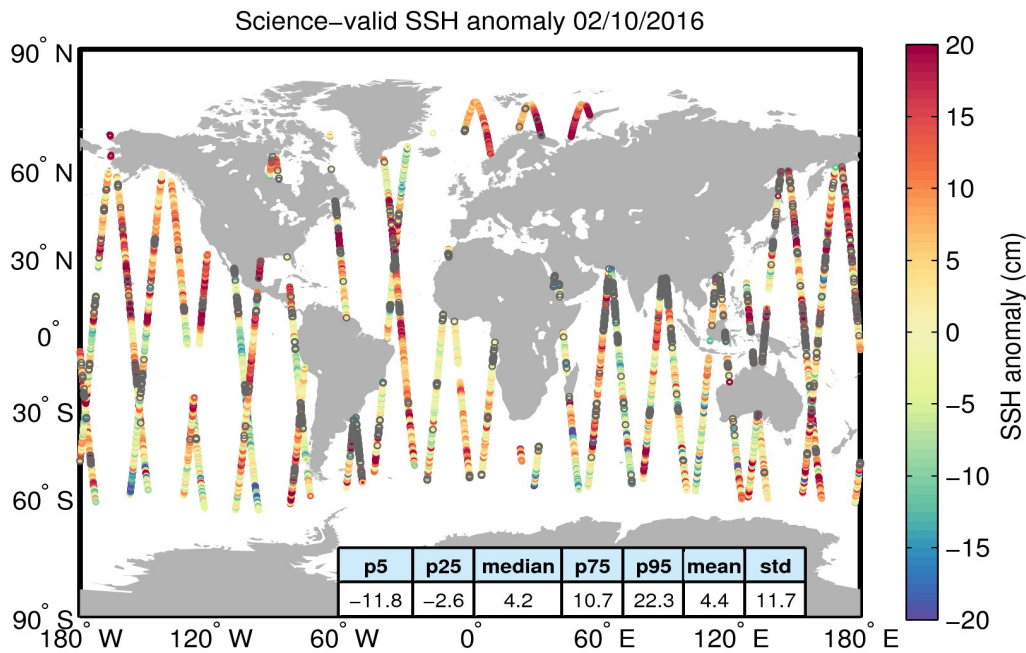 Science−valid SSH anomaly 02/10/2016
90° N
60° N
30° N
0°
30° S
60° S
90° S
180° W
120° W
60° W
0°
60° E
120° E
180° E
p5 p25 median p75 p95 mean std
−11.8 −2.6 4.2 10.7 22.3 4.4 11.7
20
15
10
5
0
−5
−10
−15
−20
SSH anomaly (cm)